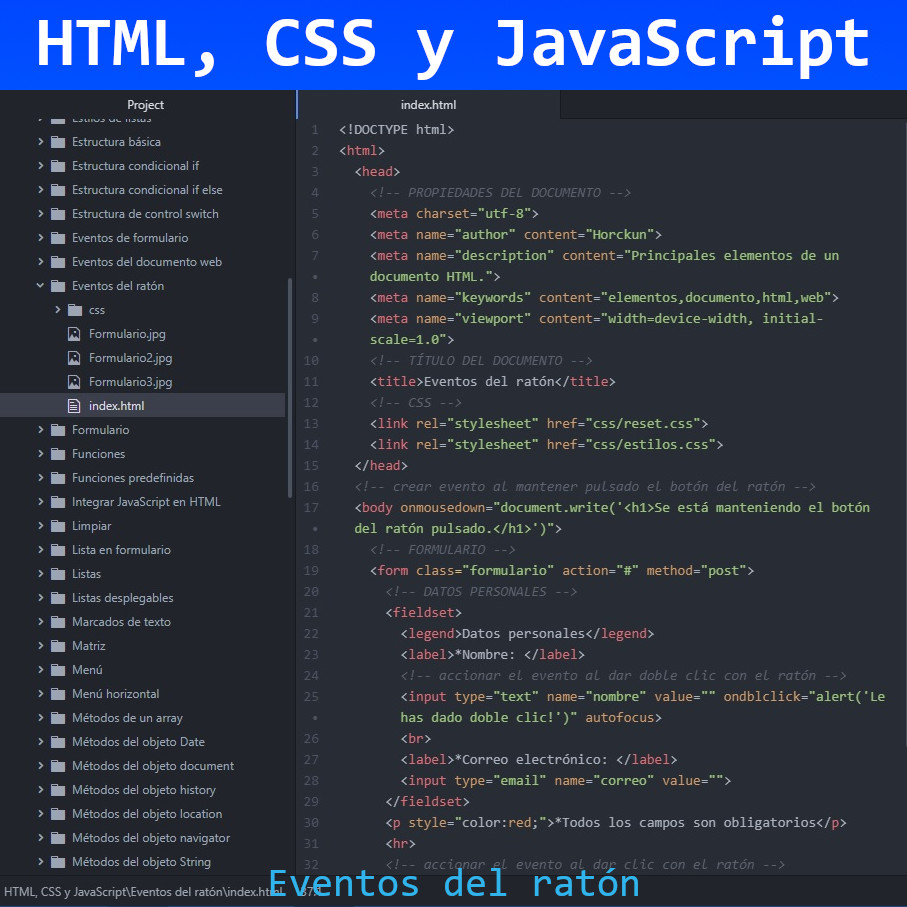 HTML, CSS y JavaScript
Project
Estilos de listas
Estructura básica
Estructura condicional if
Estructura condicional if else
Estructura de control switch
Eventos de formulario
Eventos del documento web
Eventos del ratón
css
Formulario.jpg
Formulario2.jpg
Formulario3.jpg
index.html
Formulario
Funciones
Funciones predefinidas
Integrar JavaScript en HTML
Limpiar
Lista en formulario
Listas
Listas desplegables
Marcados de texto
Matriz
Menú
Menú horizontal
Métodos de un array
Métodos del objeto Date
Métodos del objeto document
Métodos del objeto history
Métodos del objeto location
Métodos del objeto navigator
Métodos del objeto String
index.html
1 <!DOCTYPE html>
2 <html>
3 <head>
4 <!-- PROPIEDADES DEL DOCUMENTO -->
5 <meta charset="utf-8">
6 <meta name="author" content="Horckun">
7 <meta name="description" content="Principales elementos de un
• documento HTML.">
8 <meta name="keywords" content="elementos,documento,html,web">
9 <meta name="viewport" content="width=device-width, initial-
• scale=1.0">
10 <!-- TÍTULO DEL DOCUMENTO -->
11 <title>Eventos del ratón</title>
12 <!-- CSS -->
13 <link rel="stylesheet" href="css/reset.css">
14 <link rel="stylesheet" href="css/estilos.css">
15 </head>
16 <!-- crear evento al mantener pulsado el botón del ratón -->
17 <body onmousedown="document.write('<h1>Se está manteniendo el botón
• del ratón pulsado.</h1>')">
18 <!-- FORMULARIO -->
19 <form class="formulario" action="#" method="post">
20 <!-- DATOS PERSONALES -->
21 <fieldset>
22 <legend>Datos personales</legend>
23 <label>*Nombre: </label>
24 <!-- accionar el evento al dar doble clic con el ratón -->
25 <input type="text" name="nombre" value="" ondblclick="alert('Le
• has dado doble clic!')" autofocus>
26 <br>
27 <label>*Correo electrónico: </label>
28 <input type="email" name="correo" value="">
29 </fieldset>
30 <p style="color:red;">*Todos los campos son obligatorios</p>
31 <hr>
32 <!-- accionar el evento al dar clic con el ratón -->
HTML, CSS y JavaScript\Eventos del ratón\index.html
Eventos del ratón